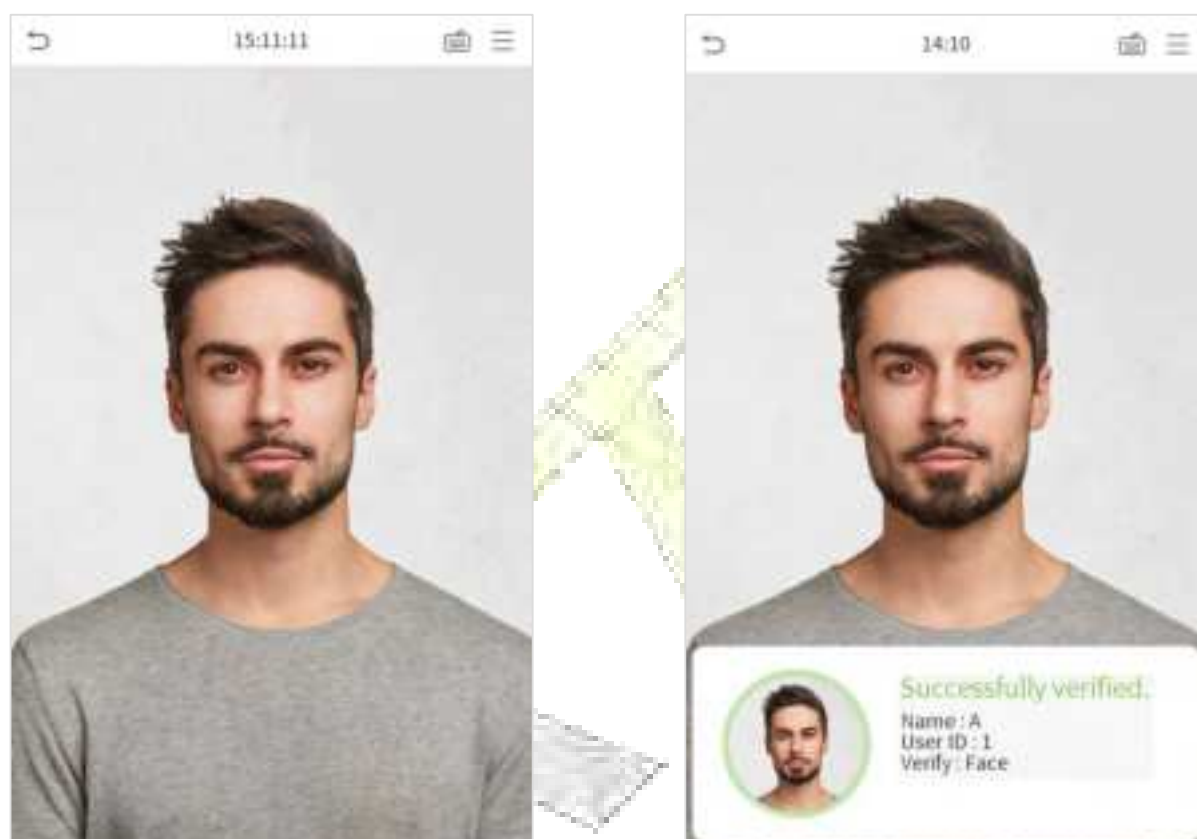 15:11:11
14:10
Successfully verified.
Name : A
User ID : 1
Verify : Face